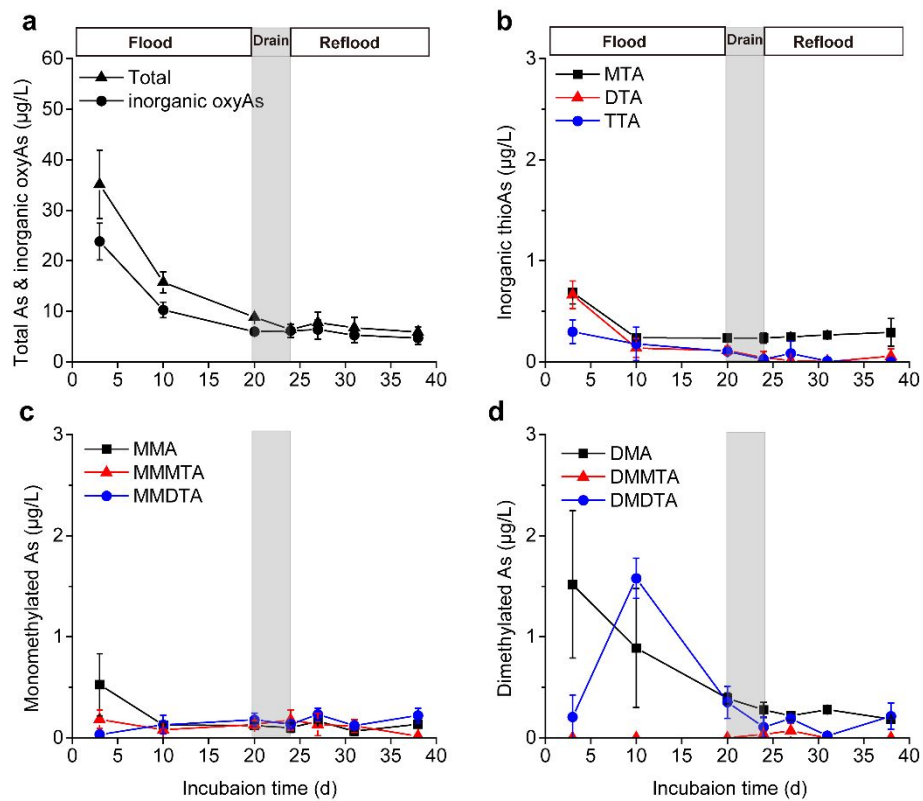 a
Flood Drain Reflood
60
50
40
30
20
10
0
Total As & inorganic oxyAs (µg/L)
Total
inorganic oxyAs
0 5 10 15 20 25 30 35 40
b
Flood Drain Reflood
3
2
1
0
Inorganic thioAs (µg/L)
MTA
DTA
TTA
0 5 10 15 20 25 30 35 40
c
3
2
1
0
Monomethylated As (µg/L)
MMA
MMMTA
MMDTA
0 5 10 15 20 25 30 35 40
Incubaion time (d)
d
3
2
1
0
Dimethylated As (µg/L)
DMA
DMMTA
DMDTA
0 5 10 15 20 25 30 35 40
Incubaion time (d)